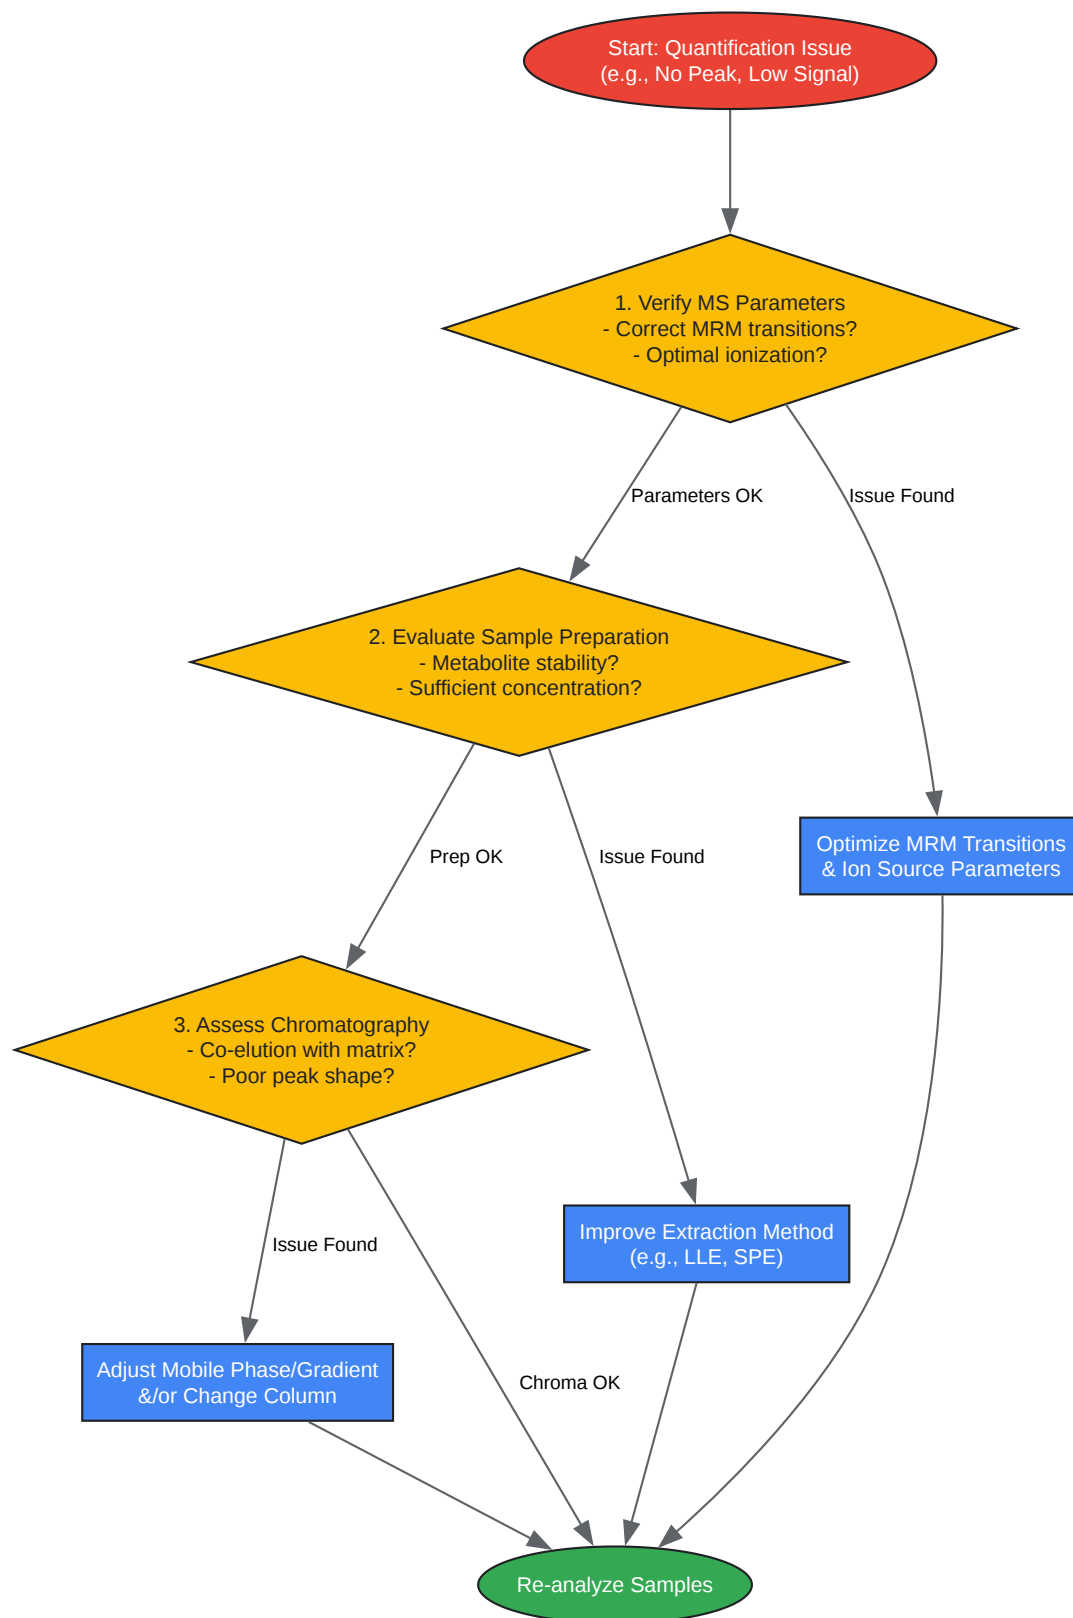 Start: Quantification Issue
(e.g., No Peak, Low Signal)
1. Verify MS Parameters
- Correct MRM transitions?
- Optimal ionization?
Parameters OK
Issue Found
2. Evaluate Sample Preparation
- Metabolite stability?
- Sufficient concentration?
Prep OK
Issue Found
Optimize MRM Transitions
& Ion Source Parameters
3. Assess Chromatography
- Co-elution with matrix?
- Poor peak shape?
Issue Found
Improve Extraction Method
(e.g., LLE, SPE)
Adjust Mobile Phase/Gradient
&/or Change Column
Chroma OK
Re-analyze Samples